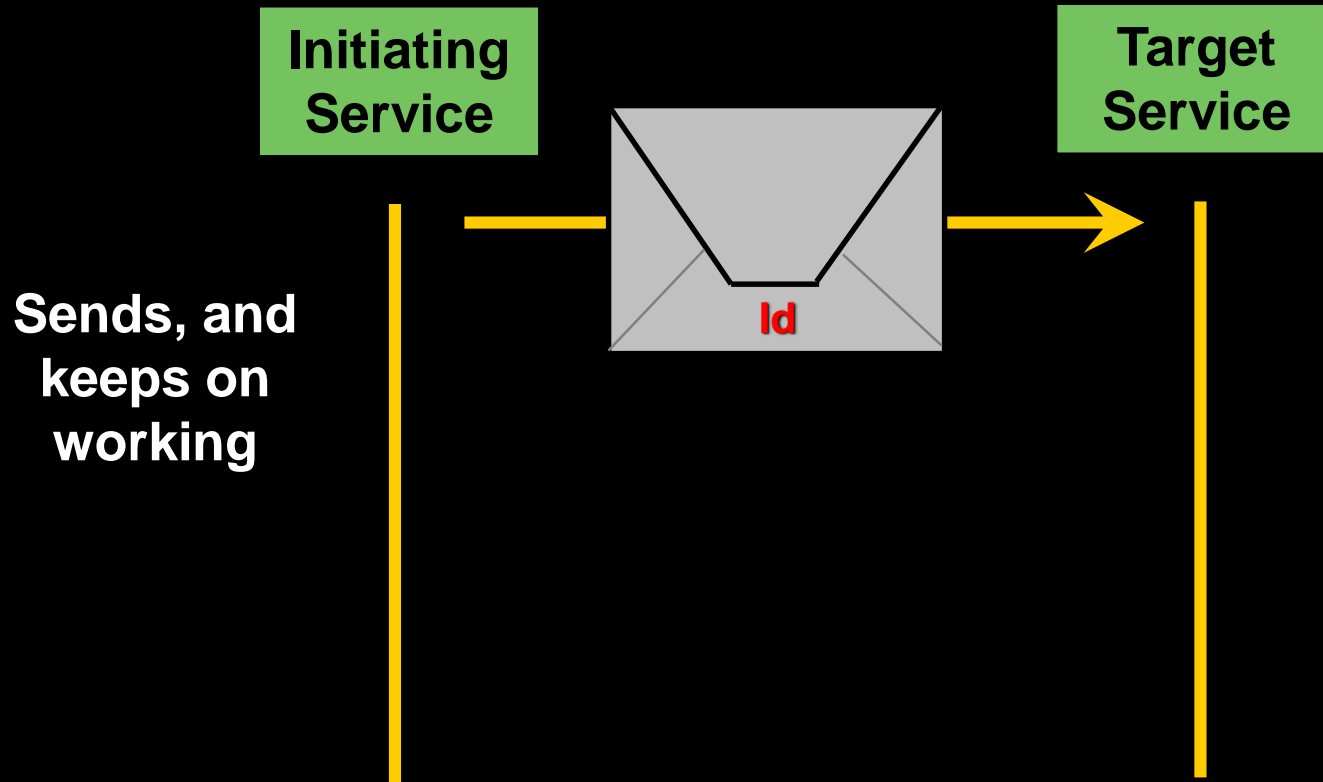 Initiating
Service
Target
Service
Id
Sends, and
keeps on
working